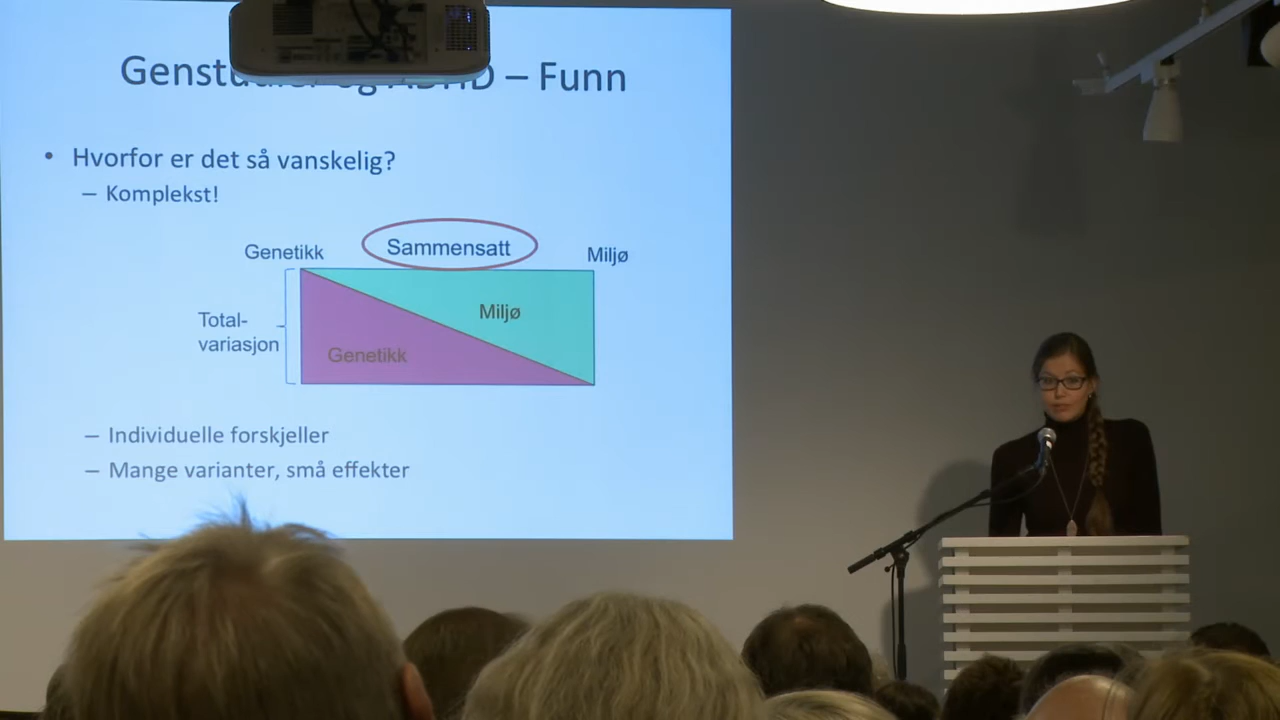 – Funn
• Hvorfor er det så vanskelig?
– Komplekst!
Genetikk Sammensatt Miljø
Total-
variasjon
Miljø
Genetikk
– Individuelle forskjeller
– Mange varianter, små effekter